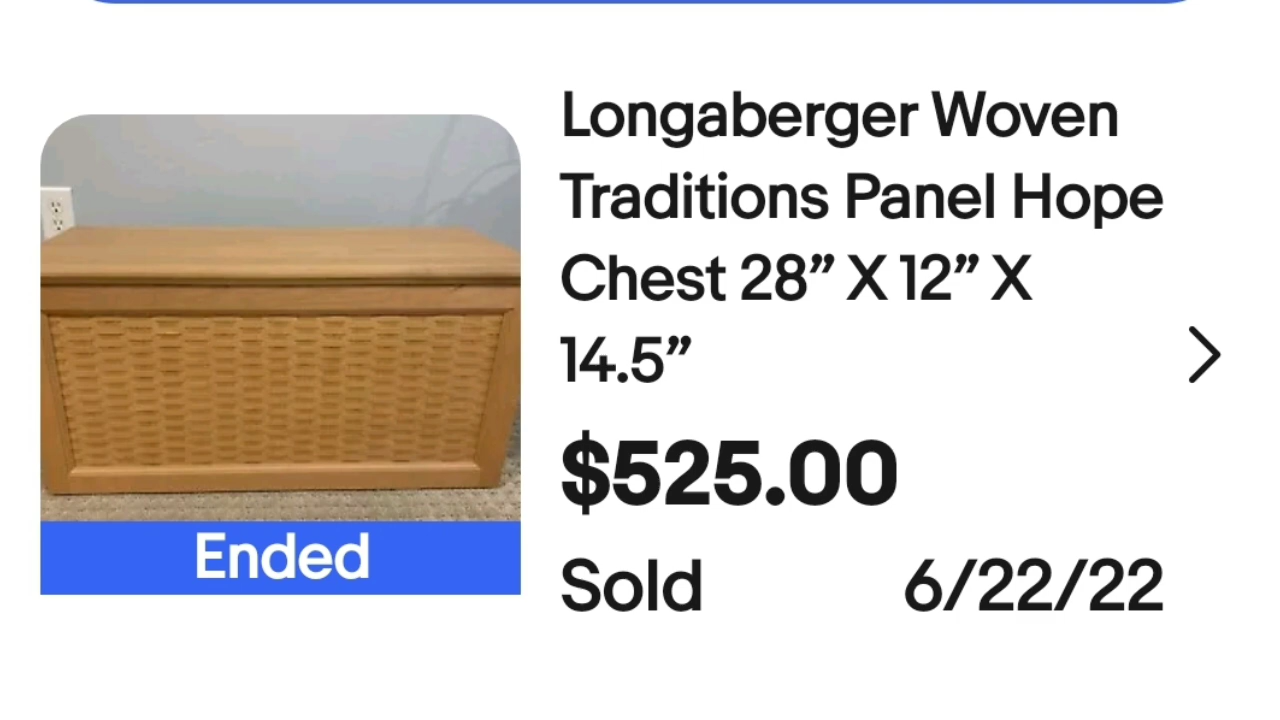 Longaberger Woven
Traditions Panel Hope
Chest 28” X 12” X
14.5”
$525.00
Ended
Sold 6/22/22